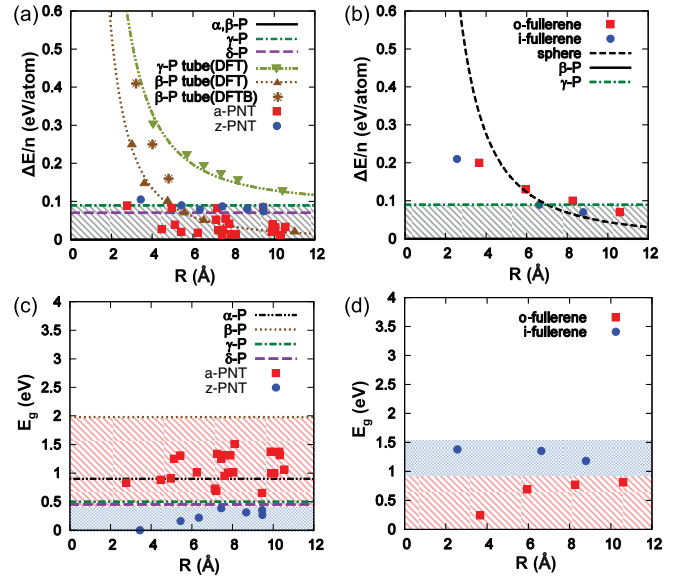 (a)
α,β-P
γ-P
δ-P
γ-P tube(DFT)
β-P tube(DFT)
β-P tube(DFTB)
a-PNT
z-PNT
ΔE/n (eV/atom)
0.6
0.5
0.4
0.3
0.2
0.1
0
0 2 4 6 8 10 12
R (Å)
(b)
o-fullerene
i-fullerene
sphere
β-P
γ-P
ΔE/n (eV/atom)
0.6
0.5
0.4
0.3
0.2
0.1
0
0 2 4 6 8 10 12
R (Å)
(c)
α-P
β-P
γ-P
δ-P
a-PNT
z-PNT
Eg (eV)
4
3.5
3
2.5
2
1.5
1
0.5
0
0 2 4 6 8 10 12
R (Å)
(d)
o-fullerene
i-fullerene
Eg (eV)
4
3.5
3
2.5
2
1.5
1
0.5
0
0 2 4 6 8 10 12
R (Å)